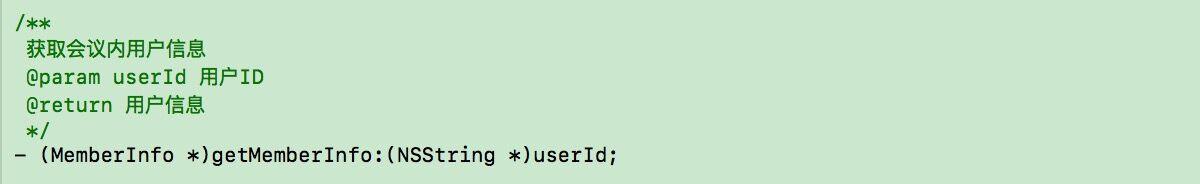 /**
获取会议内用户信息
@param userId 用户ID
@return 用户信息
*/
- (MemberInfo *)getMemberInfo:(NSString *)userId;